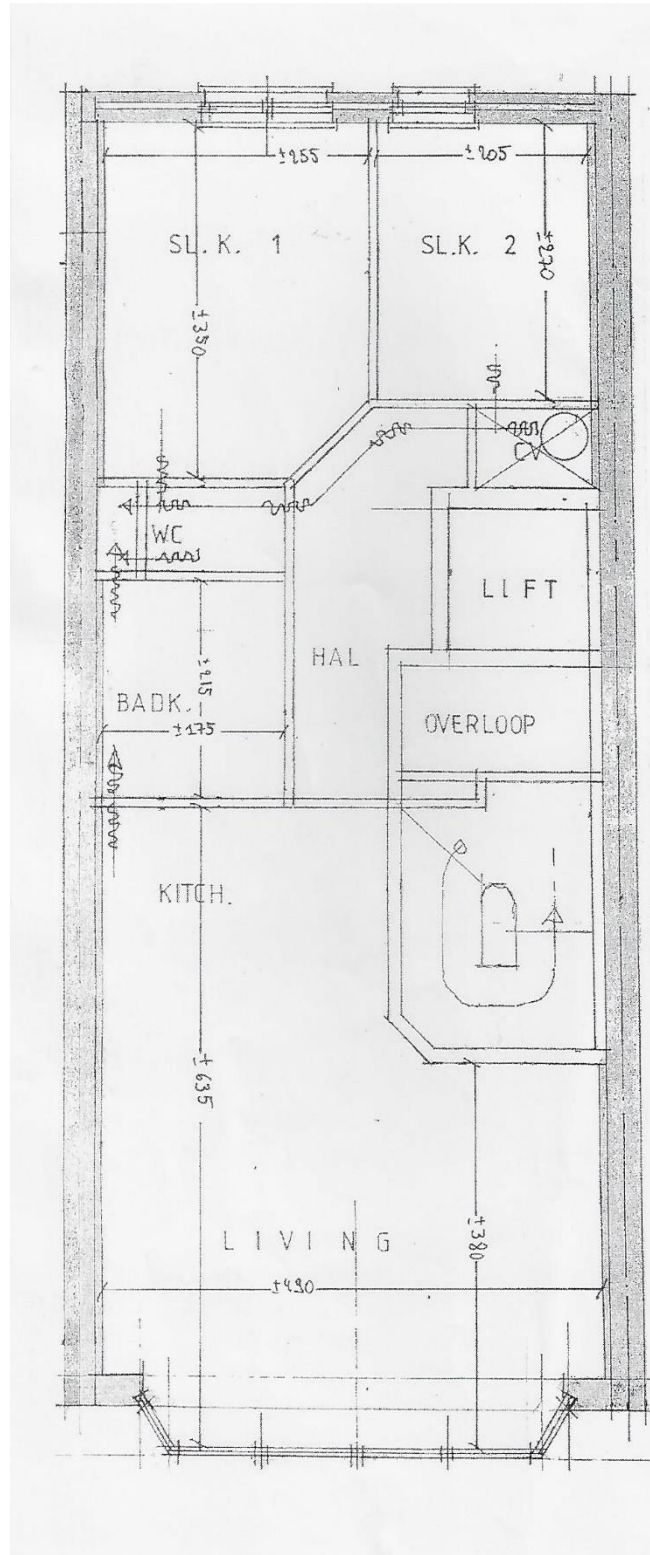 ±255
±205
SL. K. 1
SL.K. 2
±270
±350
CV
WC
LIFT
HAL
±215
BADK.
±175
OVERLOOP
KITCH.
±635
LIVING
±380
±490